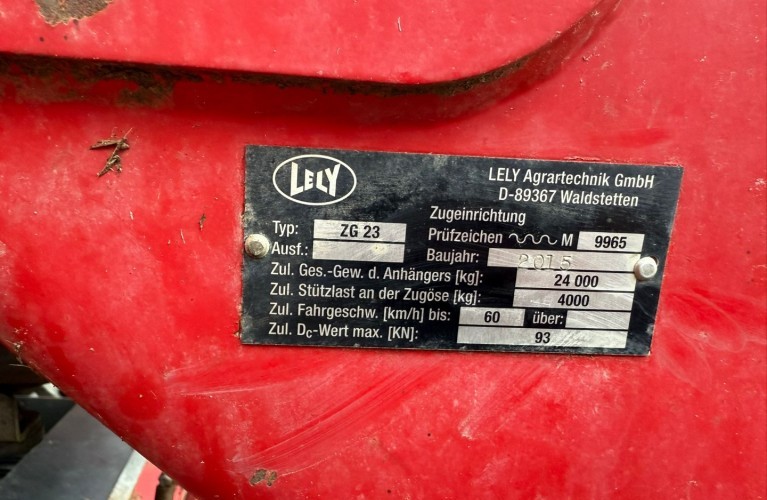 LELY
LELY Agrartechnik GmbH
D-89367 Waldstetten
Zugeinrichtung
Typ: ZG 23
Prüfzeichen M 9965
Ausf.:
Baujahr: 2015
Zul. Ges.-Gew. d. Anhängers [kg]: 24 000
Zul. Stützlast an der Zugöse [kg]: 4000
Zul. Fahrgeschw. [km/h] bis: 60 über:
Zul. Dc-Wert max. [KN]: 93